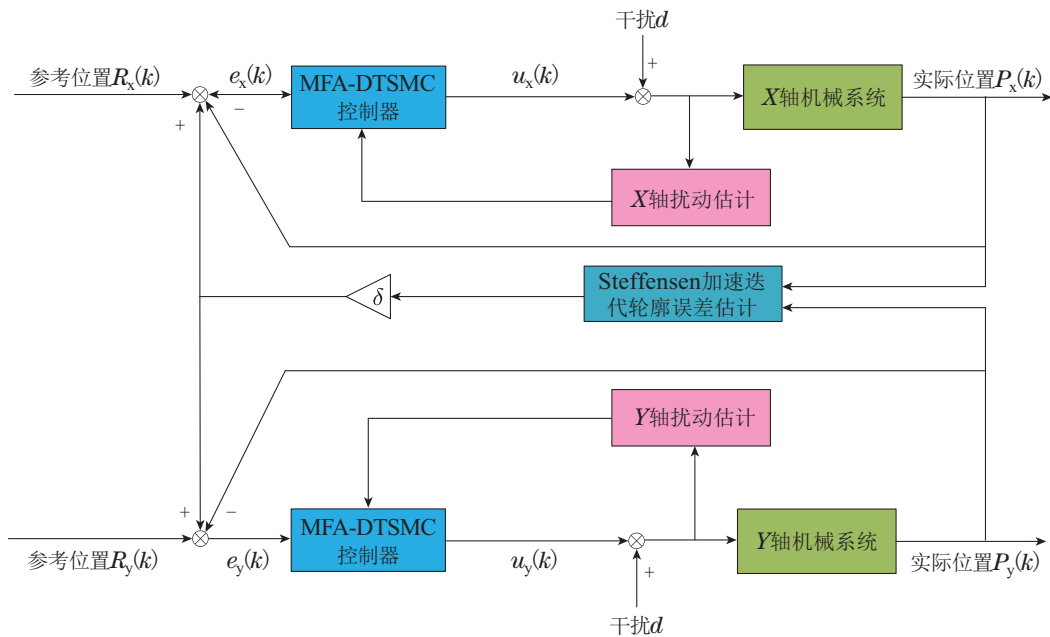 干扰d
+
参考位置Rx(k)
ex(k)
MFA-DTSMC
控制器
ux(k)
X轴机械系统
实际位置Px(k)
−
+
X轴扰动估计
Steffensen加速迭
代轮廓误差估计
δ
Y轴扰动估计
+
−
MFA-DTSMC
控制器
Y轴机械系统
参考位置Ry(k)
ey(k)
uy(k)
+
实际位置Py(k)
干扰d